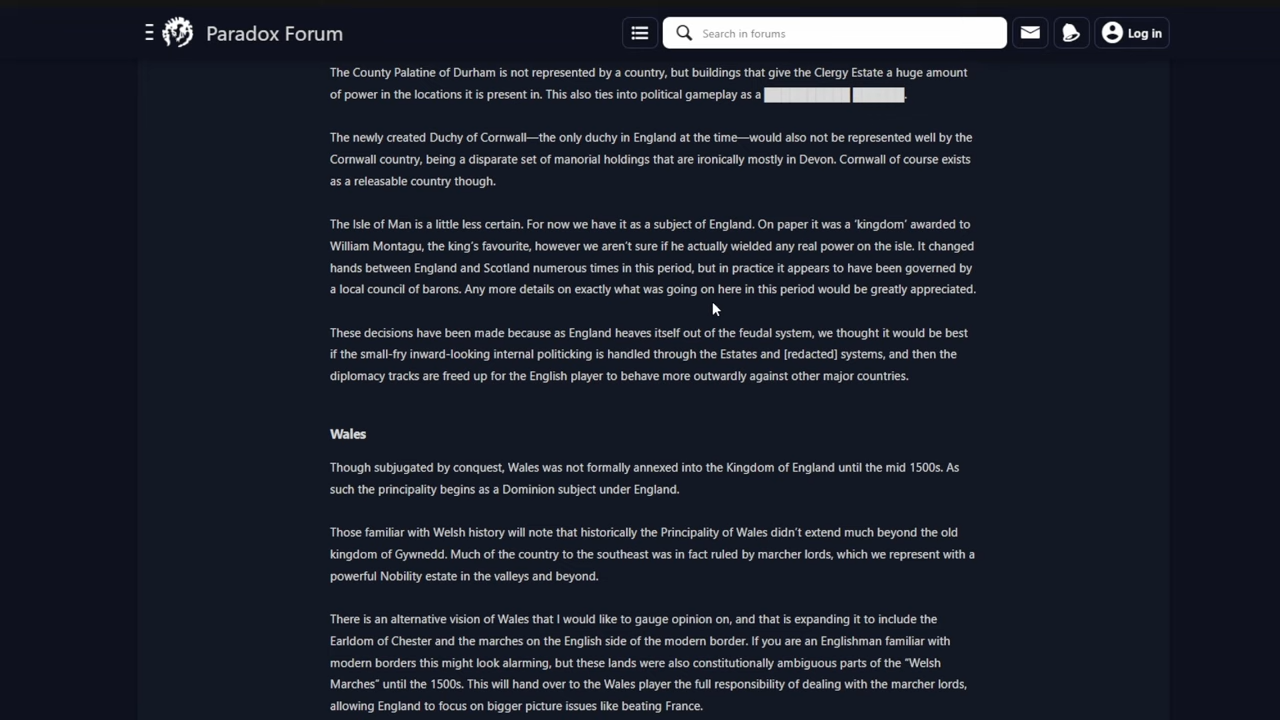 Paradox Forum
Search in forums
Log in
The County Palatine of Durham is not represented by a country, but buildings that give the Clergy Estate a huge amount
of power in the locations it is present in. This also ties into political gameplay as a ██████████ ██████.
The newly created Duchy of Cornwall—the only duchy in England at the time—would also not be represented well by the
Cornwall country, being a disparate set of manorial holdings that are ironically mostly in Devon. Cornwall of course exists
as a releasable country though.
The Isle of Man is a little less certain. For now we have it as a subject of England. On paper it was a ‘kingdom’ awarded to
William Montagu, the king’s favourite, however we aren’t sure if he actually wielded any real power on the isle. It changed
hands between England and Scotland numerous times in this period, but in practice it appears to have been governed by
a local council of barons. Any more details on exactly what was going on here in this period would be greatly appreciated.
These decisions have been made because as England heaves itself out of the feudal system, we thought it would be best
if the small-fry inward-looking internal politicking is handled through the Estates and [redacted] systems, and then the
diplomacy tracks are freed up for the English player to behave more outwardly against other major countries.
Wales
Though subjugated by conquest, Wales was not formally annexed into the Kingdom of England until the mid 1500s. As
such the principality begins as a Dominion subject under England.
Those familiar with Welsh history will note that historically the Principality of Wales didn’t extend much beyond the old
kingdom of Gywnedd. Much of the country to the southeast was in fact ruled by marcher lords, which we represent with a
powerful Nobility estate in the valleys and beyond.
There is an alternative vision of Wales that I would like to gauge opinion on, and that is expanding it to include the
Earldom of Chester and the marches on the English side of the modern border. If you are an Englishman familiar with
modern borders this might look alarming, but these lands were also constitutionally ambiguous parts of the “Welsh
Marches” until the 1500s. This will hand over to the Wales player the full responsibility of dealing with the marcher lords,
allowing England to focus on bigger picture issues like beating France.